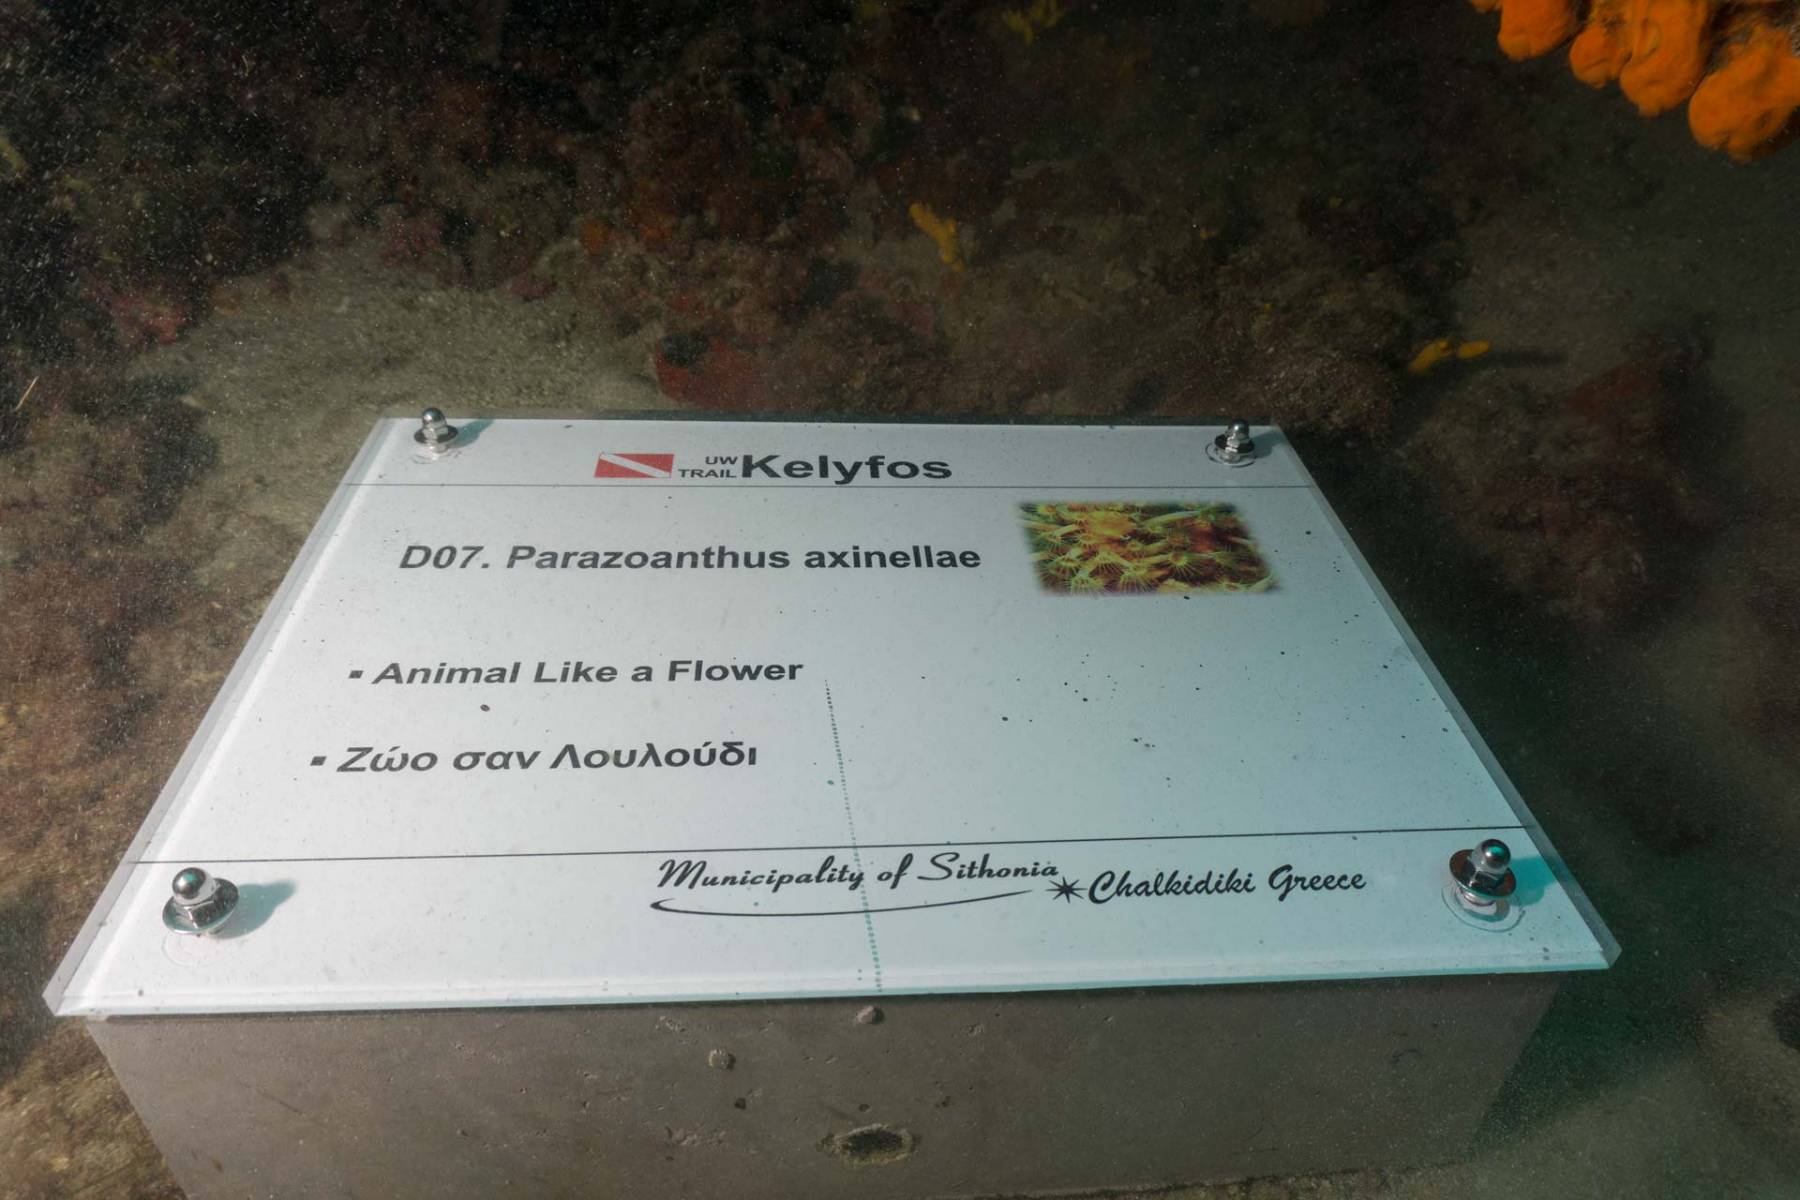 UW TRAIL Kelyfos
D07. Parazoanthus axinellae
▪ Animal Like a Flower
▪ Ζώο σαν Λουλούδι
Municipality of Sithonia Chalkidiki Greece